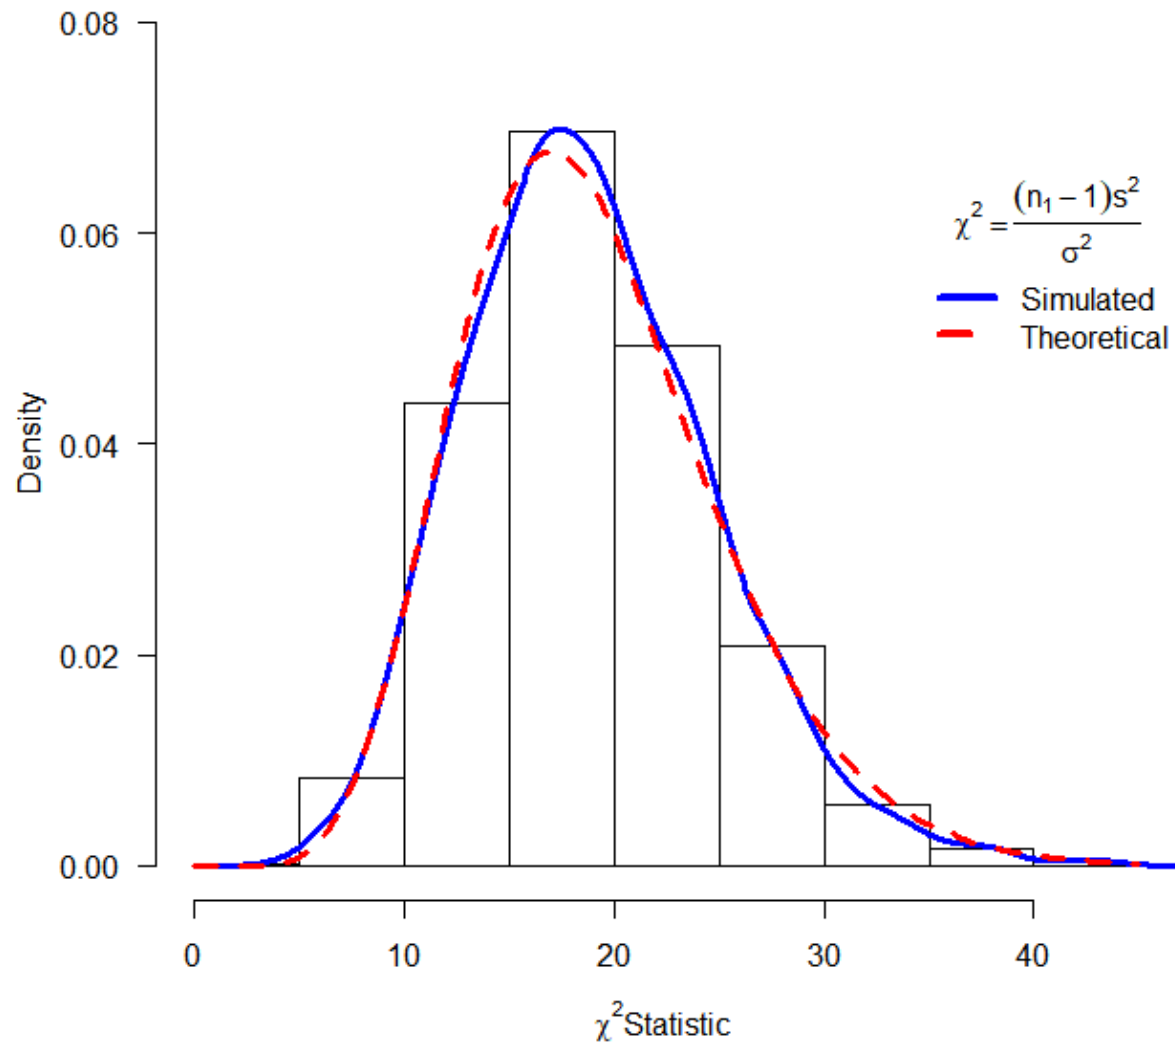 0.08
0.06
0.04
0.02
0.00
Density
χ² = (n₁ − 1)s² / σ²
Simulated
Theoretical
0 10 20 30 40
χ²Statistic